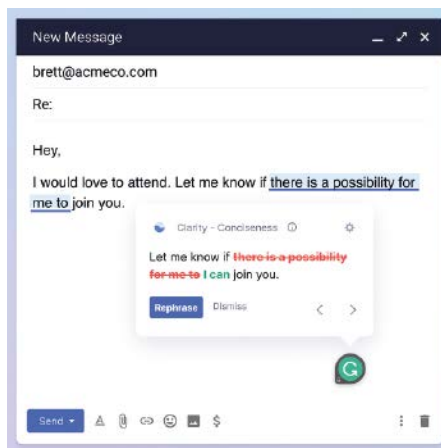 New Message
brett@acmeco.com
Re:
Hey,
I would love to attend. Let me know if there is a possibility for
me to join you.
Clarity - Conciseness
Let me know if there is a possibility
for me to I can join you.
Rephrase Dismiss
G
Send